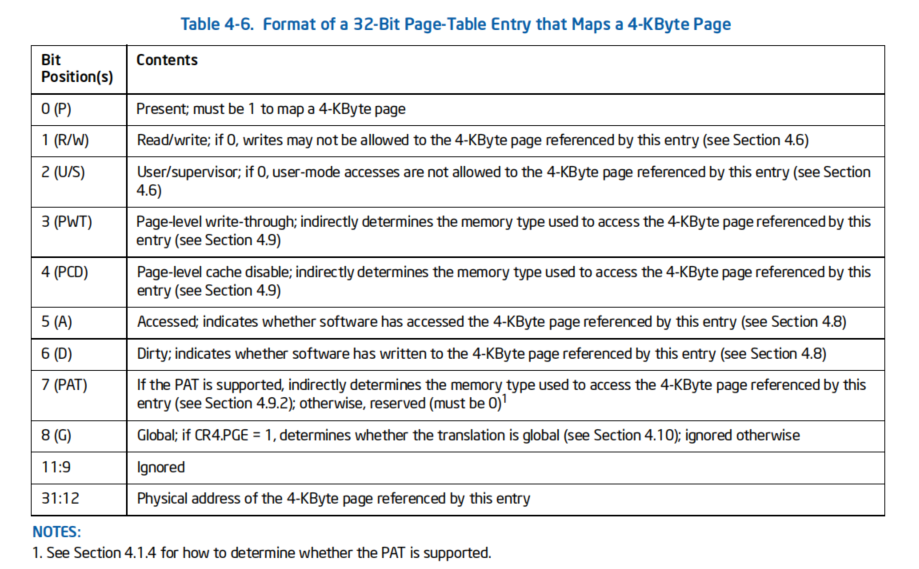 Table 4-6. Format of a 32-Bit Page-Table Entry that Maps a 4-KByte Page
Bit
Position(s)
Contents
0 (P)
Present; must be 1 to map a 4-KByte page
1 (R/W)
Read/write; if 0, writes may not be allowed to the 4-KByte page referenced by this entry (see Section 4.6)
2 (U/S)
User/supervisor; if 0, user-mode accesses are not allowed to the 4-KByte page referenced by this entry (see Section
4.6)
3 (PWT)
Page-level write-through; indirectly determines the memory type used to access the 4-KByte page referenced by this
entry (see Section 4.9)
4 (PCD)
Page-level cache disable; indirectly determines the memory type used to access the 4-KByte page referenced by this
entry (see Section 4.9)
5 (A)
Accessed; indicates whether software has accessed the 4-KByte page referenced by this entry (see Section 4.8)
6 (D)
Dirty; indicates whether software has written to the 4-KByte page referenced by this entry (see Section 4.8)
7 (PAT)
If the PAT is supported, indirectly determines the memory type used to access the 4-KByte page referenced by this
entry (see Section 4.9.2); otherwise, reserved (must be 0)1
8 (G)
Global; if CR4.PGE = 1, determines whether the translation is global (see Section 4.10); ignored otherwise
11:9
Ignored
31:12
Physical address of the 4-KByte page referenced by this entry
NOTES:
1. See Section 4.1.4 for how to determine whether the PAT is supported.